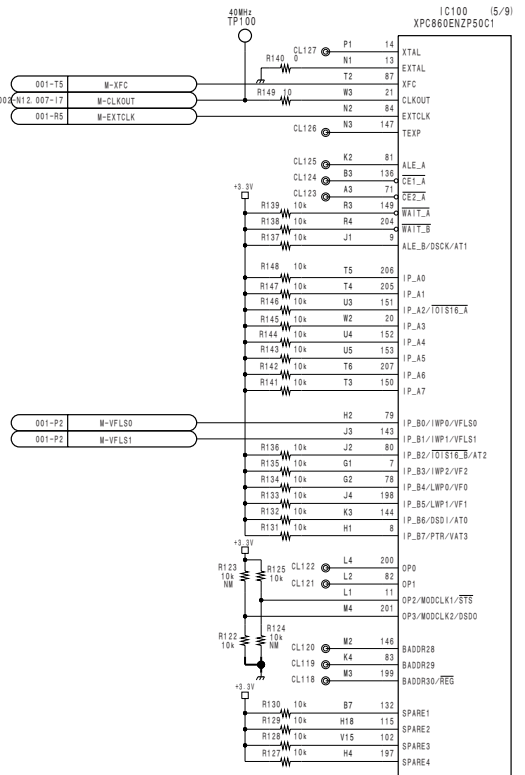 IC100 (5/9)
XPC860ENZP50C1
40MHz
TP100
CL127 P1 14 XTAL
R140 0 N1 13 EXTAL
001-T5 M-XFC T2 87 XFC
002-N12, 007-I7 M-CLKOUT R149 10 W3 21 CLKOUT
001-R5 M-EXTCLK N2 84 EXTCLK
CL126 N3 147 TEXP
CL125 K2 81 ALE_A
CL124 B3 136 CE1_A
CL123 A3 71 CE2_A
+3.3V
R139 10k R3 149 WAIT_A
R138 10k R4 204 WAIT_B
R137 10k J1 9 ALE_B/DSCK/AT1
R148 10k T5 206 IP_A0
R147 10k T4 205 IP_A1
R146 10k U3 151 IP_A2/IOIS16_A
R145 10k W2 20 IP_A3
R144 10k U4 152 IP_A4
R143 10k U5 153 IP_A5
R142 10k T6 207 IP_A6
R141 10k T3 150 IP_A7
001-P2 M-VFLS0 H2 79 IP_B0/IWP0/VFLS0
001-P2 M-VFLS1 J3 143 IP_B1/IWP1/VFLS1
R136 10k J2 80 IP_B2/IOIS16_B/AT2
R135 10k G1 7 IP_B3/IWP2/VF2
R134 10k G2 78 IP_B4/LWP0/VF0
R133 10k J4 198 IP_B5/LWP1/VF1
R132 10k K3 144 IP_B6/DSDI/AT0
R131 10k H1 8 IP_B7/PTR/VAT3
+3.3V
R123 10k NM
R125 10k
CL122 L4 200 OP0
CL121 L2 82 OP1
L1 11 OP2/MODCLK1/STS
M4 201 OP3/MODCLK2/DSDO
R122 10k
R124 10k NM
CL120 M2 146 BADDR28
CL119 K4 83 BADDR29
CL118 M3 199 BADDR30/REG
+3.3V
R130 10k B7 132 SPARE1
R129 10k H18 115 SPARE2
R128 10k V15 102 SPARE3
R127 10k H4 197 SPARE4